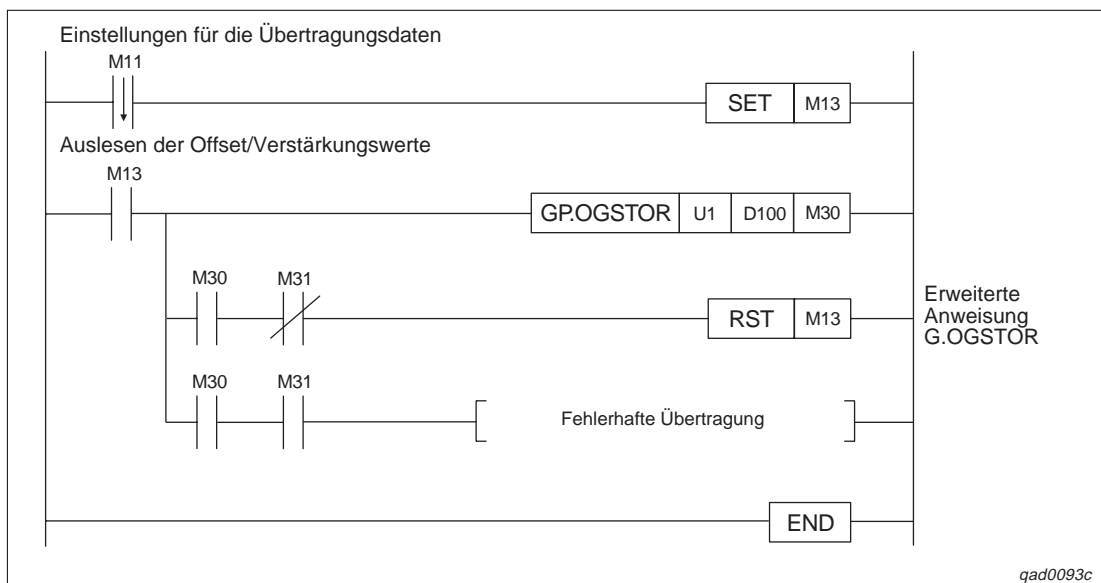 Einstellungen für die Übertragungsdaten
M11
SET M13
Auslesen der Offset/Verstärkungswerte
M13
GP.OGSTOR U1 D100 M30
M30 M31
RST M13
Erweiterte
Anweisung
G.OGSTOR
M30 M31
Fehlerhafte Übertragung
END
qad0093c